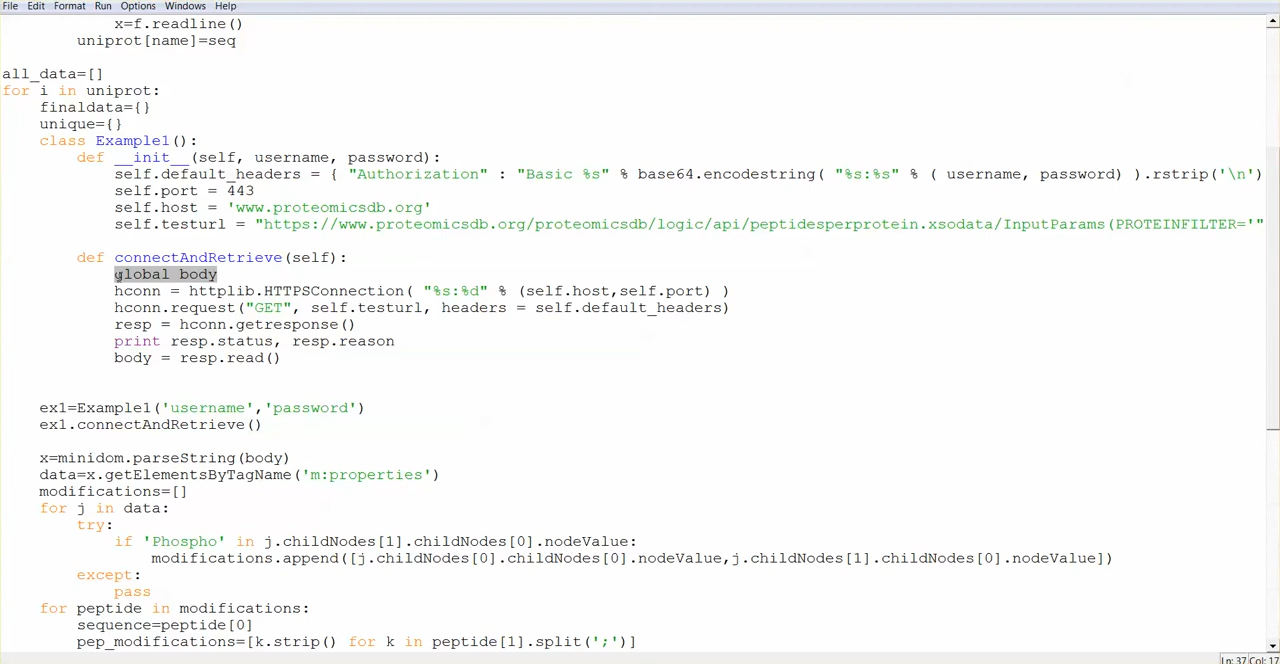 File Edit Format Run Options Windows Help
x=f.readline()
uniprot[name]=seq
all_data=[]
for i in uniprot:
finaldata={}
unique={}
class Example1():
def __init__(self, username, password):
self.default_headers = { "Authorization" : "Basic %s" % base64.encodestring( "%s:%s" % ( username, password) ).rstrip('\n')
self.port = 443
self.host = 'www.proteomicsdb.org'
self.testurl = "https://www.proteomicsdb.org/proteomicsdb/logic/api/peptidesperprotein.xsodata/InputParams(PROTEINFILTER='"
def connectAndRetrieve(self):
global body
hconn = httplib.HTTPSConnection( "%s:%d" % (self.host,self.port) )
hconn.request("GET", self.testurl, headers = self.default_headers)
resp = hconn.getresponse()
print resp.status, resp.reason
body = resp.read()
ex1=Example1('username','password')
ex1.connectAndRetrieve()
x=minidom.parseString(body)
data=x.getElementsByTagName('m:properties')
modifications=[]
for j in data:
try:
if 'Phospho' in j.childNodes[1].childNodes[0].nodeValue:
modifications.append([j.childNodes[0].childNodes[0].nodeValue,j.childNodes[1].childNodes[0].nodeValue])
except:
pass
for peptide in modifications:
sequence=peptide[0]
pep_modifications=[k.strip() for k in peptide[1].split(';')]
Ln: 37 Col: 17